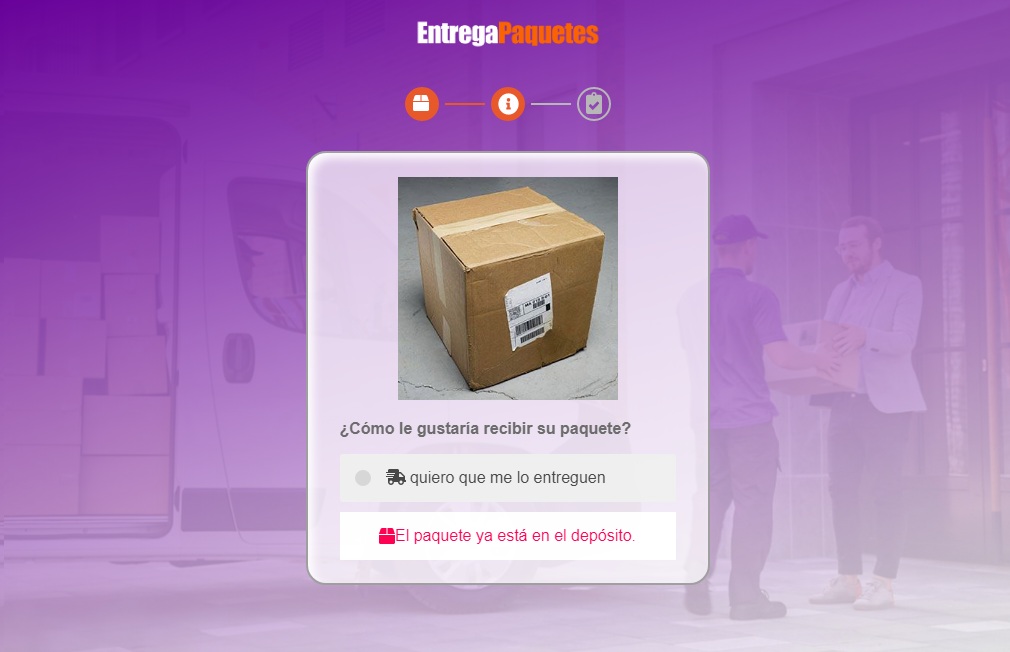 EntregaPaquetes
¿Cómo le gustaría recibir su paquete?
quiero que me lo entreguen
El paquete ya está en el depósito.